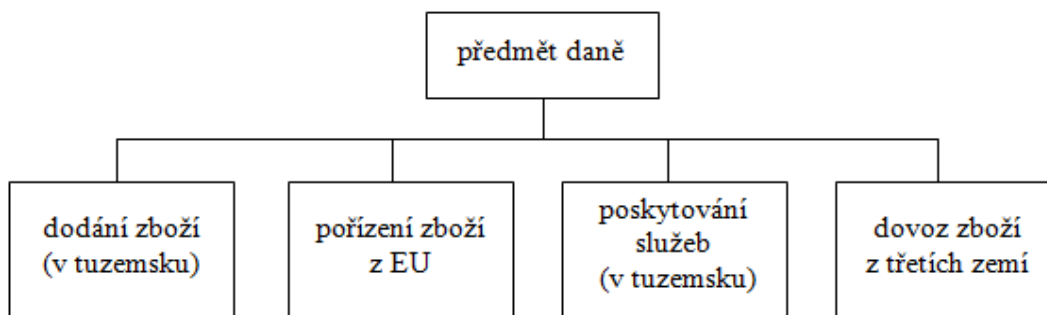 předmět daně
dodání zboží
(v tuzemsku)
pořízení zboží
z EU
poskytování
služeb
(v tuzemsku)
dovoz zboží
z třetích zemí